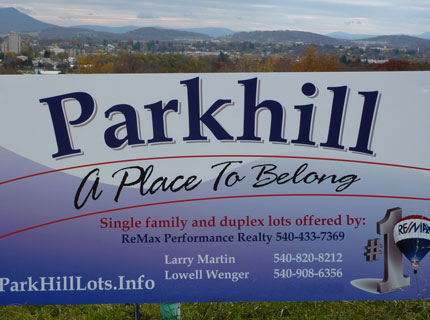 Parkhill
A Place To Belong
Single family and duplex lots offered by:
ReMax Performance Realty 540-433-7369
Larry Martin 540-820-8212
Lowell Wenger 540-908-6356
ParkHillLots.Info
#1
RE/MAX